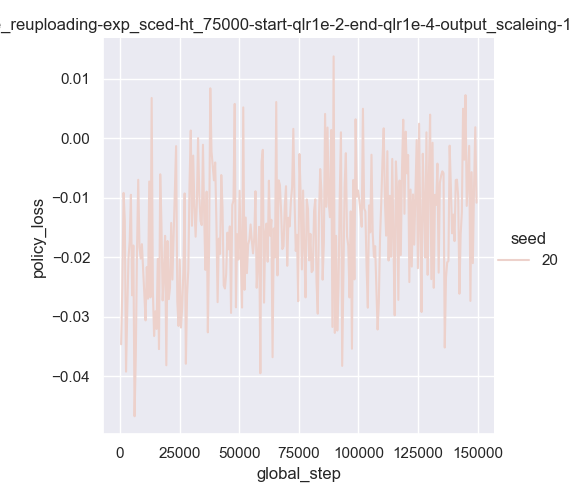 _reuploading-exp_sced-ht_75000-start-qlr1e-2-end-qlr1e-4-output_scaleing-1
0.01
0.00
−0.01
−0.02
−0.03
−0.04
policy_loss
0 25000 50000 75000 100000 125000 150000
global_step
seed
20